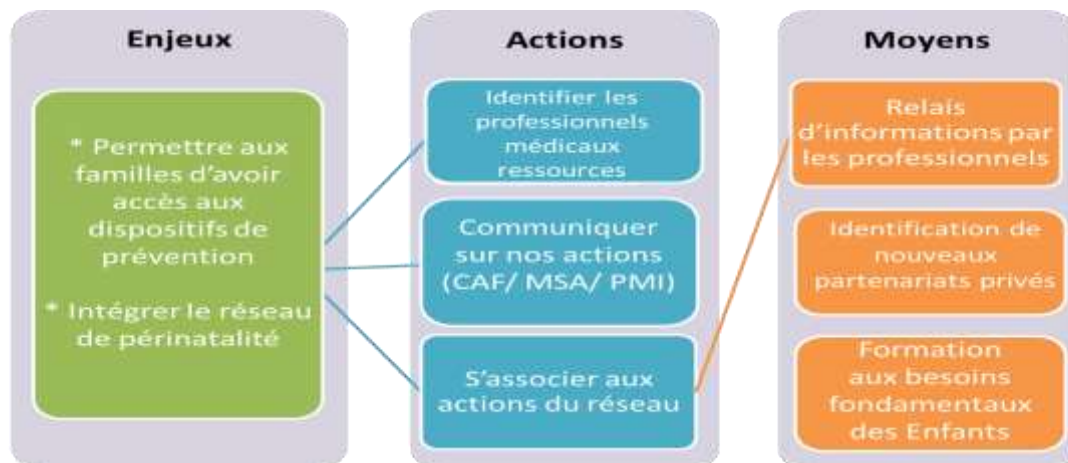 Enjeux
* Permettre aux
familles d'avoir
accès aux
dispositifs de
prévention
* Intégrer le réseau
de périnatalité
Actions
Identifier les
professionnels
médicaux
ressources
Communiquer
sur nos actions
(CAF/ MSA/ PMI)
S'associer aux
actions du réseau
Moyens
Relais
d'informations par
les professionnels
Identification de
nouveaux
partenariats privés
Formation
aux besoins
fondamentaux
des Enfants